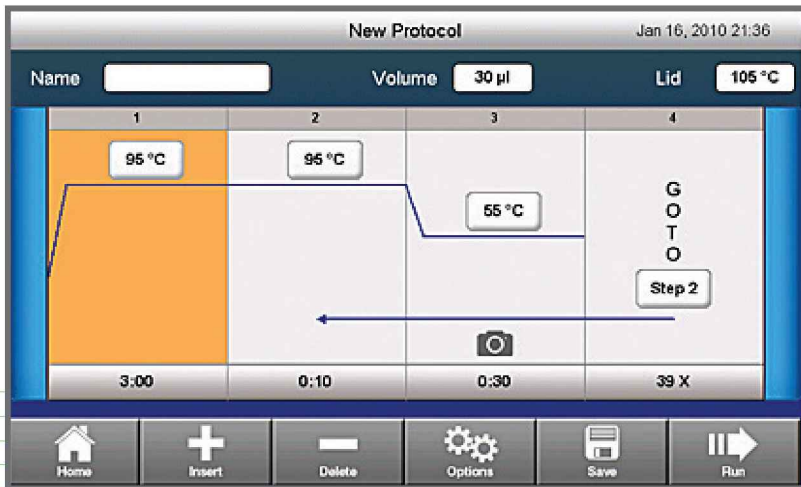 New Protocol Jan 16, 2010 21:36
Name Volume 30 µl Lid 105 °C
1 2 3 4
95 °C 95 °C
55 °C
G
O
T
O
Step 2
3:00 0:10 0:30 39 X
Home Insert Delete Options Save Run